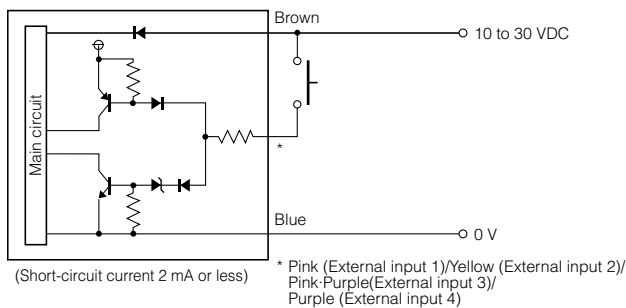 Brown
10 to 30 VDC
Main circuit
*
Blue
0 V
(Short-circuit current 2 mA or less)
* Pink (External input 1)/Yellow (External input 2)/
Pink·Purple(External input 3)/
Purple (External input 4)